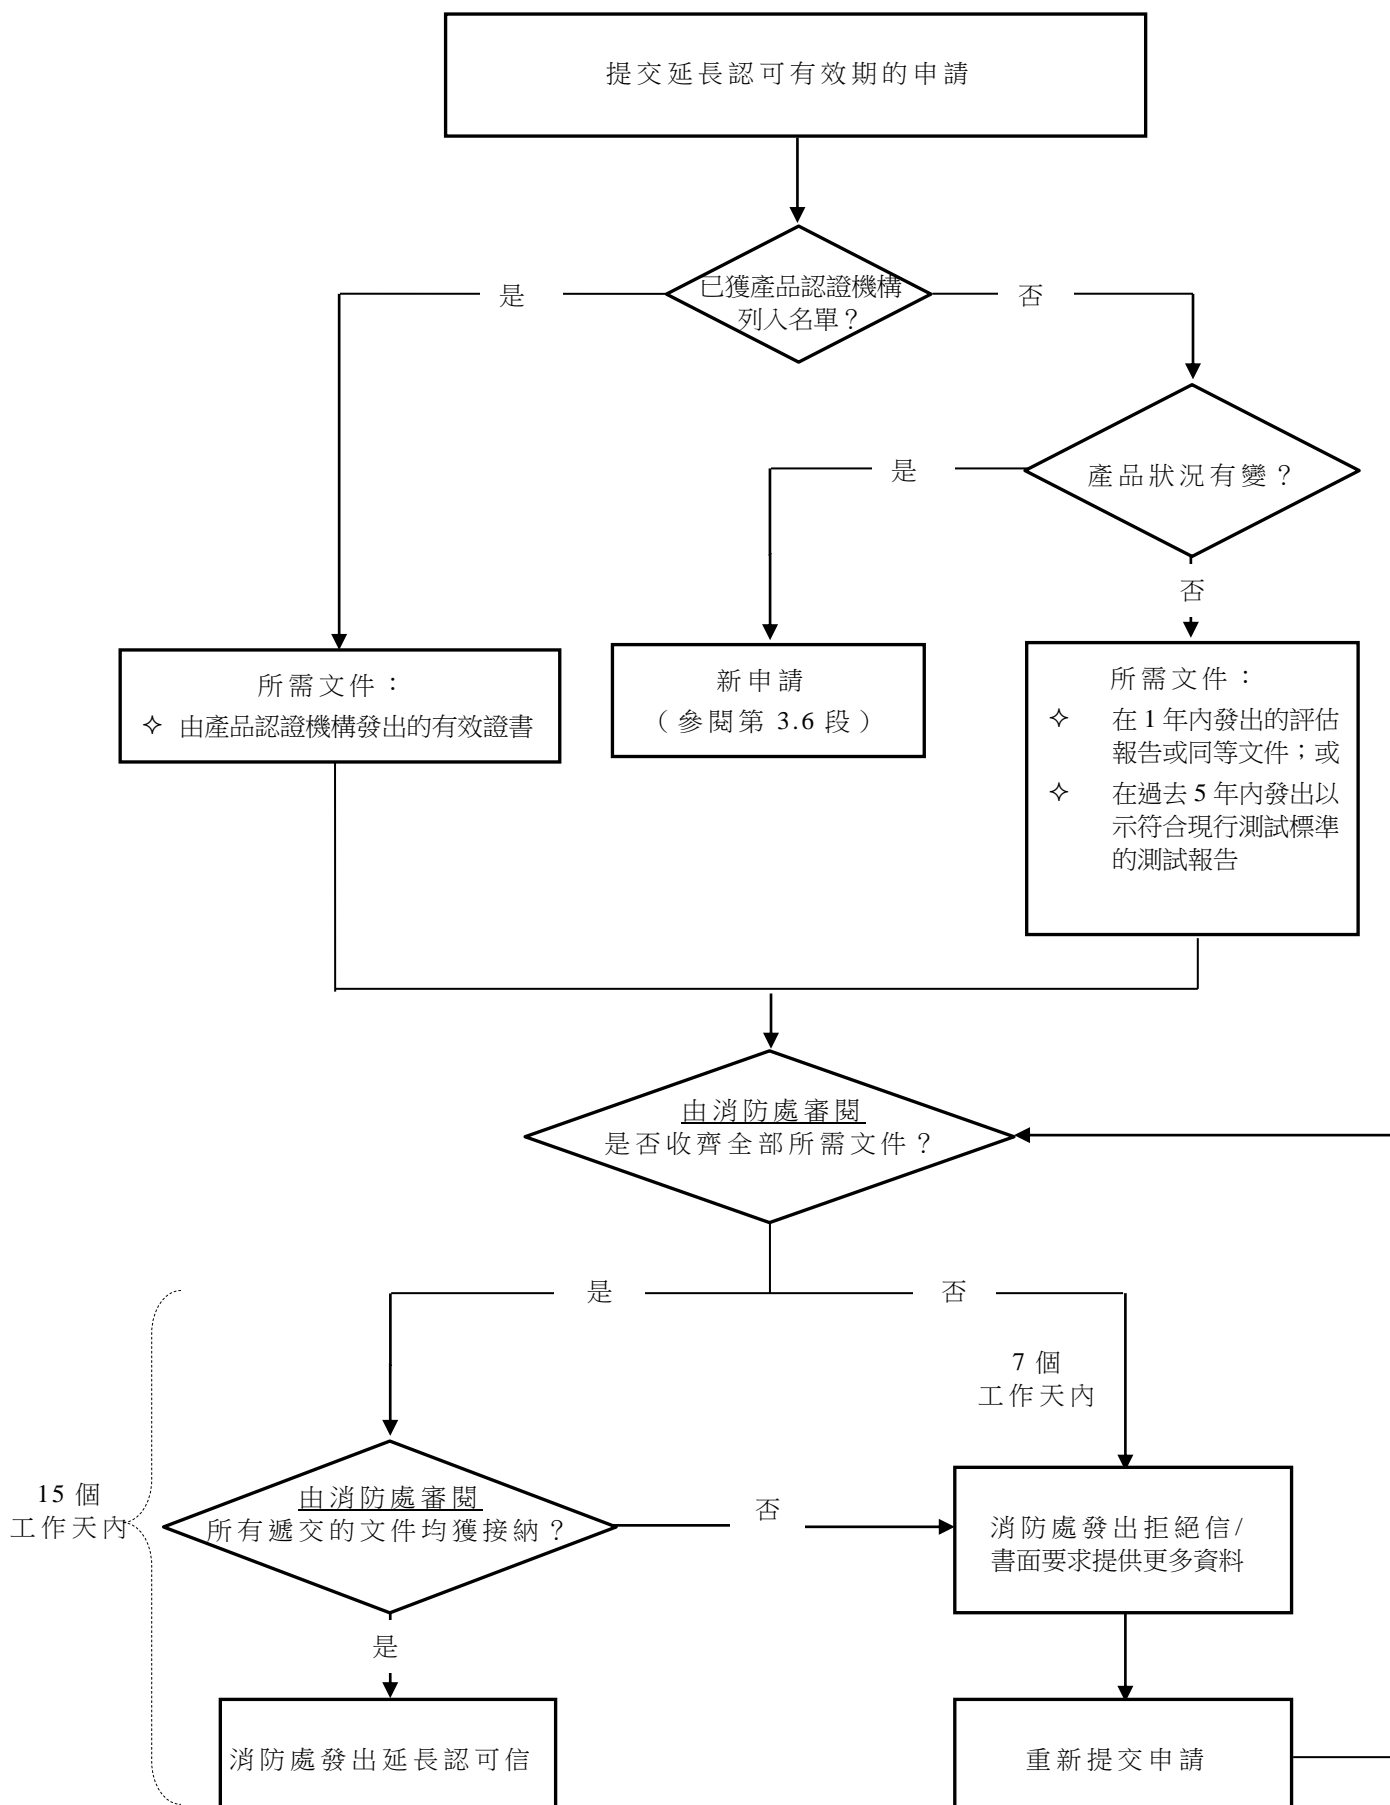 提交延長認可有效期的申請
已獲產品認證機構
列入名單？
是
否
產品狀況有變？
是
否
所需文件：
✧ 由產品認證機構發出的有效證書
新申請
（參閱第 3.6 段）
所需文件：
✧ 在 1 年內發出的評估
報告或同等文件；或
✧ 在過去 5 年內發出以
示符合現行測試標準
的測試報告
由消防處審閱
是否收齊全部所需文件？
是
否
7 個
工作天內
15 個
工作天內
由消防處審閱
所有遞交的文件均獲接納？
否
消防處發出拒絕信/
書面要求提供更多資料
是
消防處發出延長認可信
重新提交申請